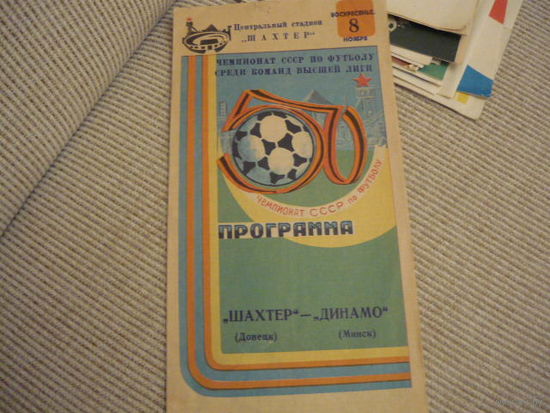 Центральный стадион
„ШАХТЕР"
ВОСКРЕСЕНЬЕ,
8
НОЯБРЯ
ЧЕМПИОНАТ СССР ПО ФУТБОЛУ
СРЕДИ КОМАНД ВЫСШЕЙ ЛИГИ
50
ЧЕМПИОНАТ СССР по ФУТБОЛУ
ПРОГРАММА
„ШАХТЕР" — „ДИНАМО"
(Донецк) (Минск)